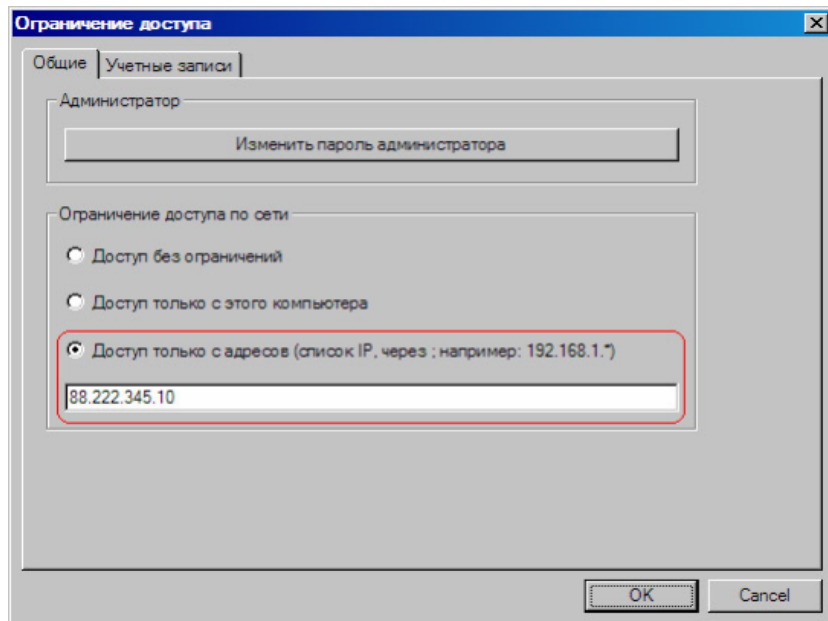 Ограничение доступа
Общие
Учетные записи
Администратор
Изменить пароль администратора
Ограничение доступа по сети
Доступ без ограничений
Доступ только с этого компьютера
Доступ только с адресов (список IP, через ; например: 192.168.1.*)
88.222.345.10
OK
Cancel